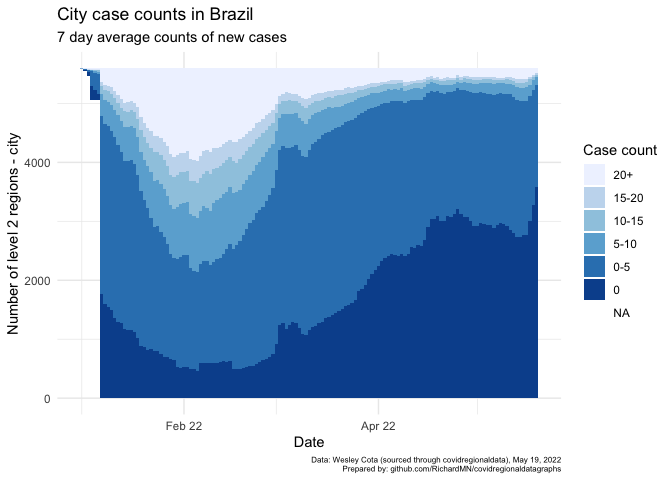 City case counts in Brazil
7 day average counts of new cases
Number of level 2 regions - city
4000
2000
0
Feb 22
Apr 22
Date
Case count
20+
15-20
10-15
5-10
0-5
0
NA
Data: Wesley Cota (sourced through covidregionaldata), May 19, 2022
Prepared by: github.com/RichardMN/covidregionaldatagraphs